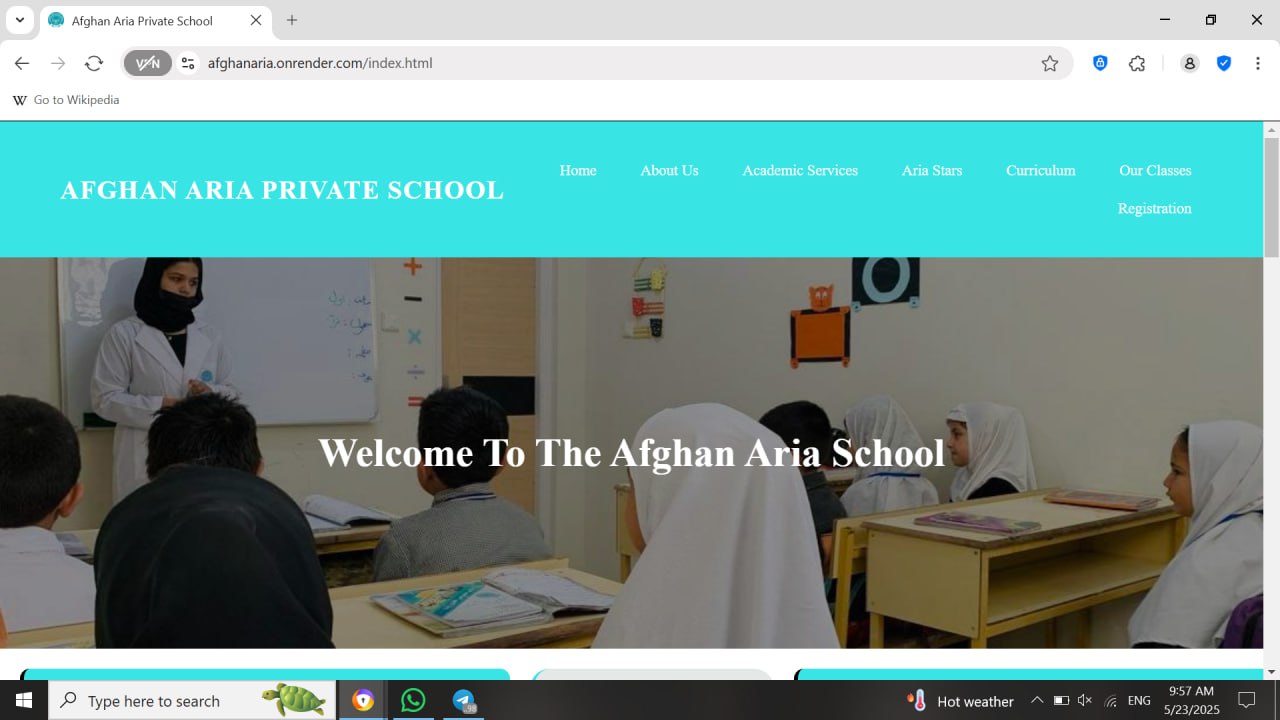 Afghan Aria Private School
VPN
afghanaria.onrender.com/index.html
W Go to Wikipedia
Home About Us Academic Services Aria Stars Curriculum Our Classes
AFGHAN ARIA PRIVATE SCHOOL
Registration
O
Welcome To The Afghan Aria School
Type here to search
99
Hot weather
ENG
9:57 AM
5/23/2025